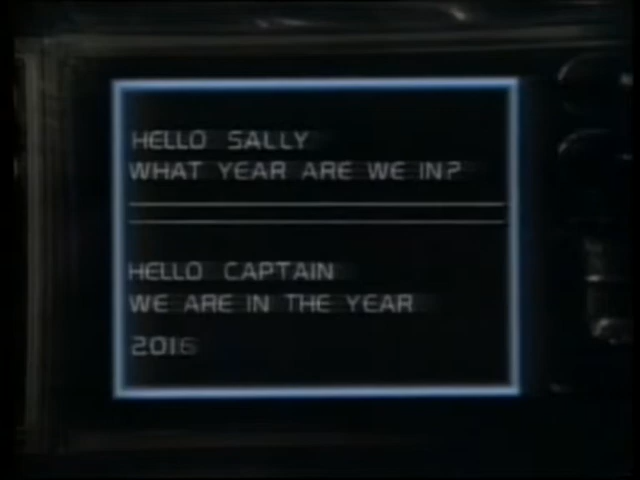 HELLO SALLY
WHAT YEAR ARE WE IN?
HELLO CAPTAIN
WE ARE IN THE YEAR
2016